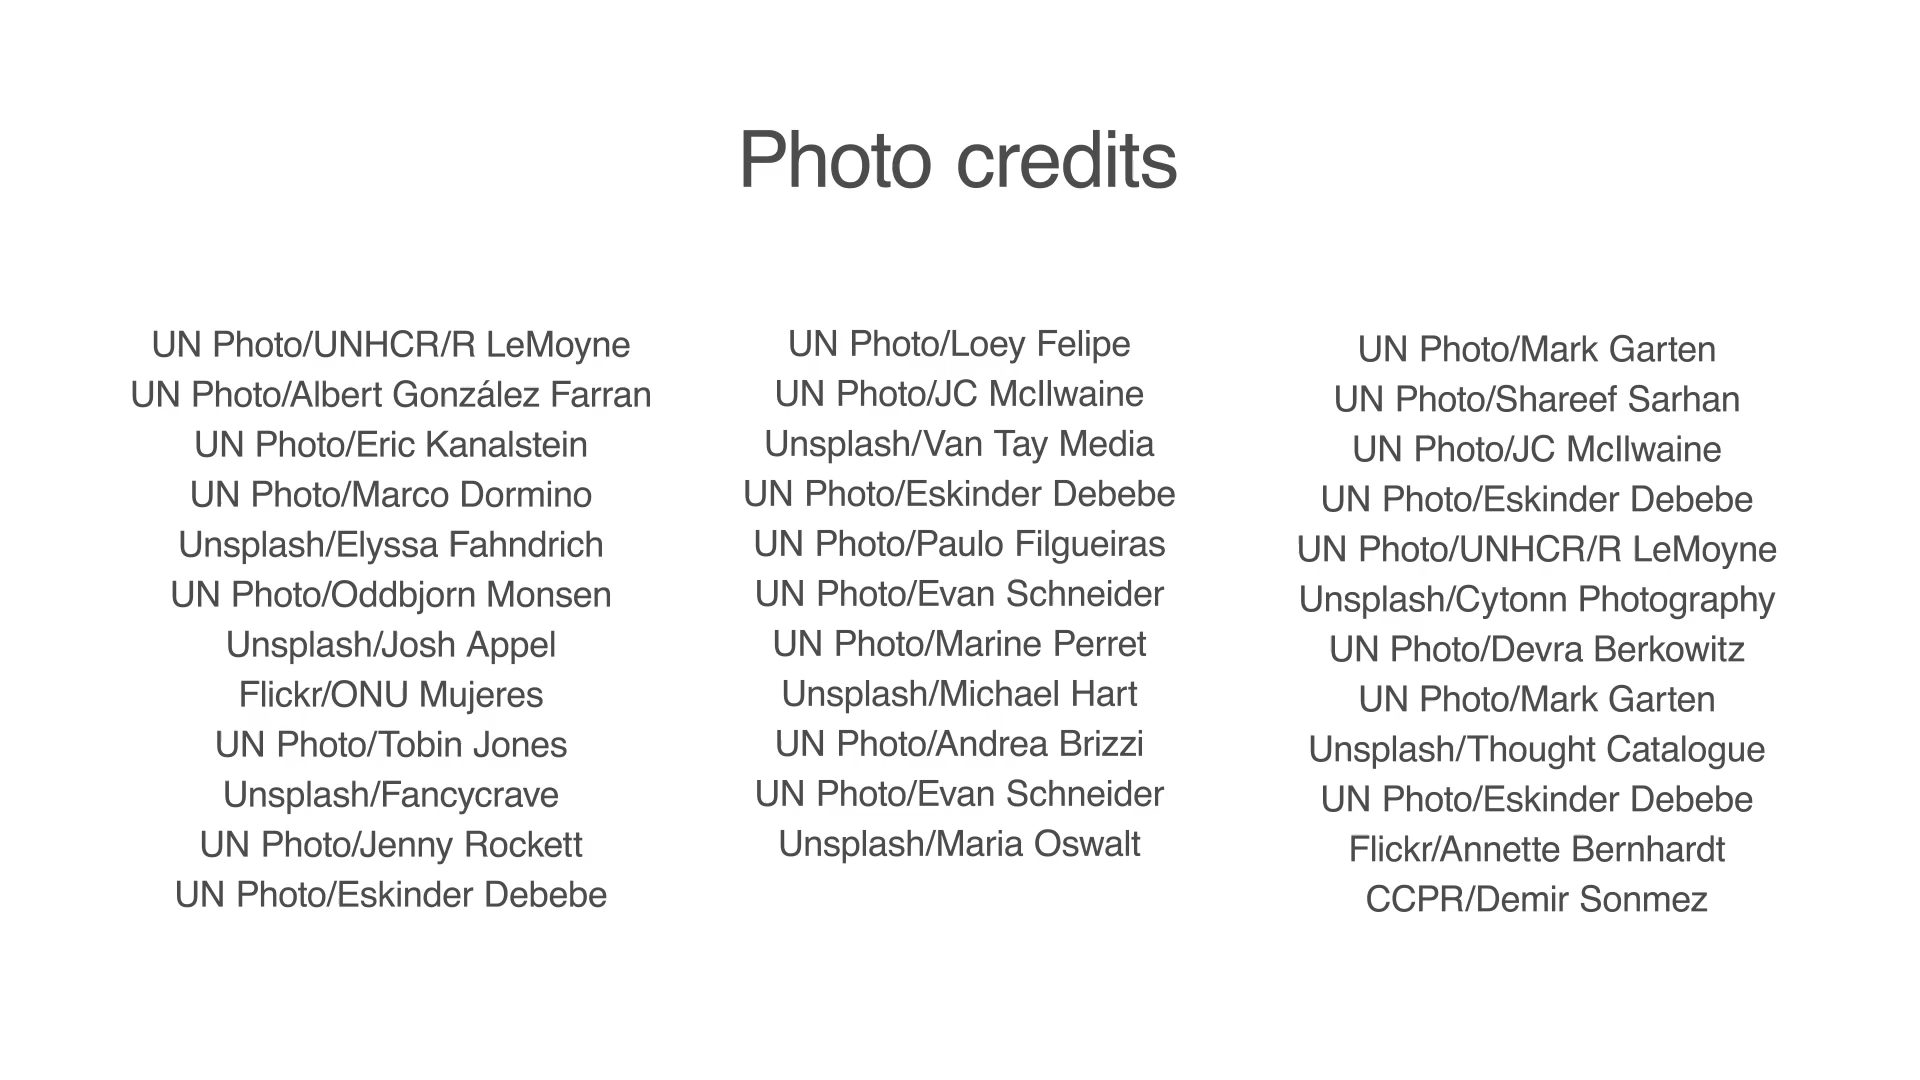 Photo credits
UN Photo/UNHCR/R LeMoyne
UN Photo/Albert González Farran
UN Photo/Eric Kanalstein
UN Photo/Marco Dormino
Unsplash/Elyssa Fahndrich
UN Photo/Oddbjorn Monsen
Unsplash/Josh Appel
Flickr/ONU Mujeres
UN Photo/Tobin Jones
Unsplash/Fancycrave
UN Photo/Jenny Rockett
UN Photo/Eskinder Debebe
UN Photo/Loey Felipe
UN Photo/JC McIlwaine
Unsplash/Van Tay Media
UN Photo/Eskinder Debebe
UN Photo/Paulo Filgueiras
UN Photo/Evan Schneider
UN Photo/Marine Perret
Unsplash/Michael Hart
UN Photo/Andrea Brizzi
UN Photo/Evan Schneider
Unsplash/Maria Oswalt
UN Photo/Mark Garten
UN Photo/Shareef Sarhan
UN Photo/JC McIlwaine
UN Photo/Eskinder Debebe
UN Photo/UNHCR/R LeMoyne
Unsplash/Cytonn Photography
UN Photo/Devra Berkowitz
UN Photo/Mark Garten
Unsplash/Thought Catalogue
UN Photo/Eskinder Debebe
Flickr/Annette Bernhardt
CCPR/Demir Sonmez